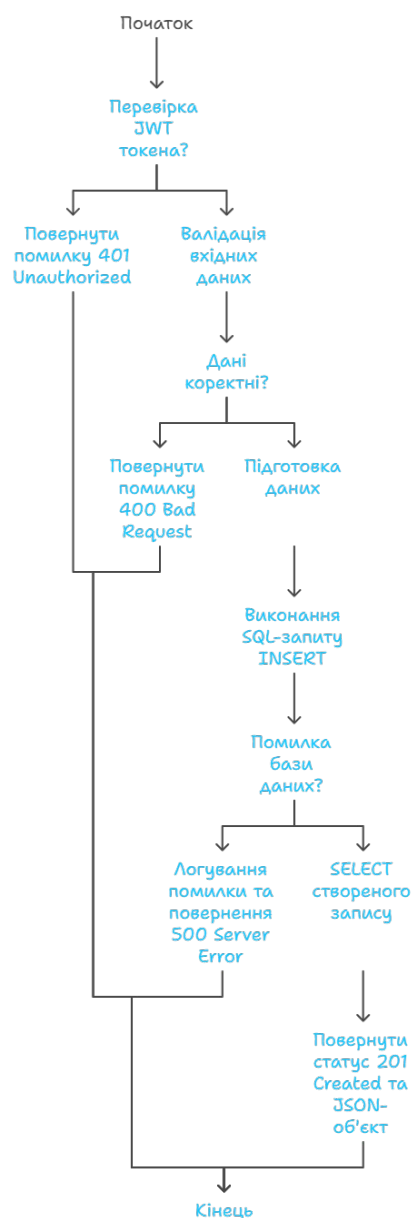 Початок
Перевірка
JWT
токена?
Повернути
помилку 401
Unauthorized
Валідація
вхідних
даних
Дані
коректні?
Повернути
помилку
400 Bad
Request
Підготовка
даних
Виконання
SQL-запиту
INSERT
Помилка
бази
даних?
Логування
помилки та
повернення
500 Server
Error
SELECT
створеного
запису
Повернути
статус 201
Created та
JSON-
об'єкт
Кінець